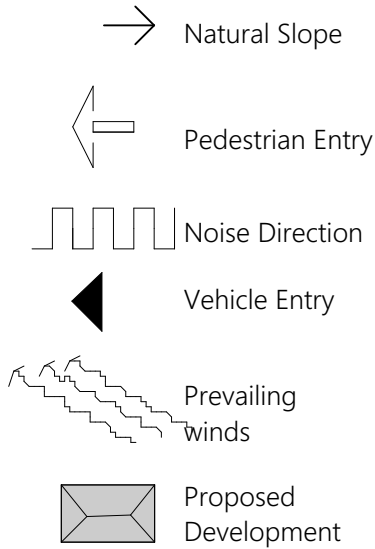 Natural Slope
Pedestrian Entry
Noise Direction
Vehicle Entry
Prevailing
winds
Proposed
Development